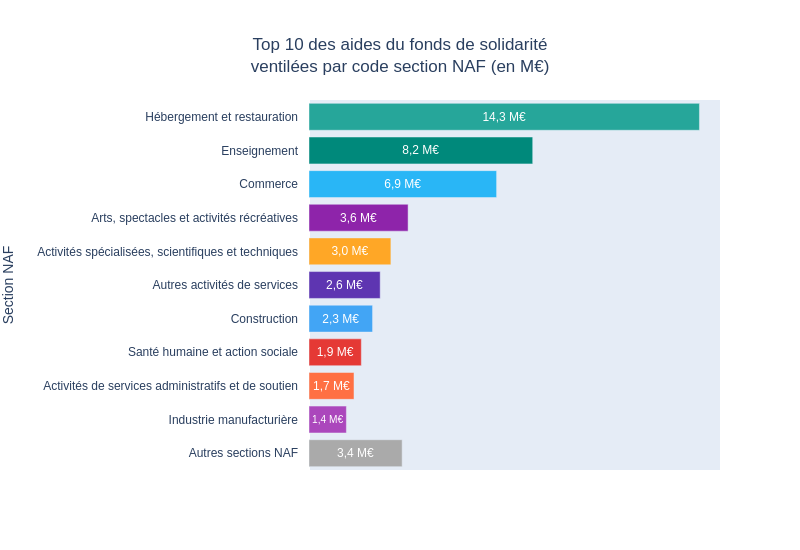 Top 10 des aides du fonds de solidarité
ventilées par code section NAF (en M€)
Section NAF
Hébergement et restauration 14,3 M€
Enseignement 8,2 M€
Commerce 6,9 M€
Arts, spectacles et activités récréatives 3,6 M€
Activités spécialisées, scientifiques et techniques 3,0 M€
Autres activités de services 2,6 M€
Construction 2,3 M€
Santé humaine et action sociale 1,9 M€
Activités de services administratifs et de soutien 1,7 M€
Industrie manufacturière 1,4 M€
Autres sections NAF 3,4 M€